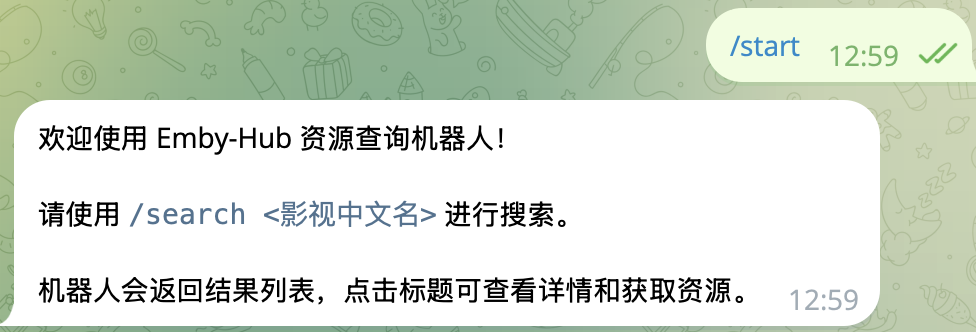 /start 12:59
欢迎使用 Emby-Hub 资源查询机器人！
请使用 /search <影视中文名> 进行搜索。
机器人会返回结果列表，点击标题可查看详情和获取资源。 12:59